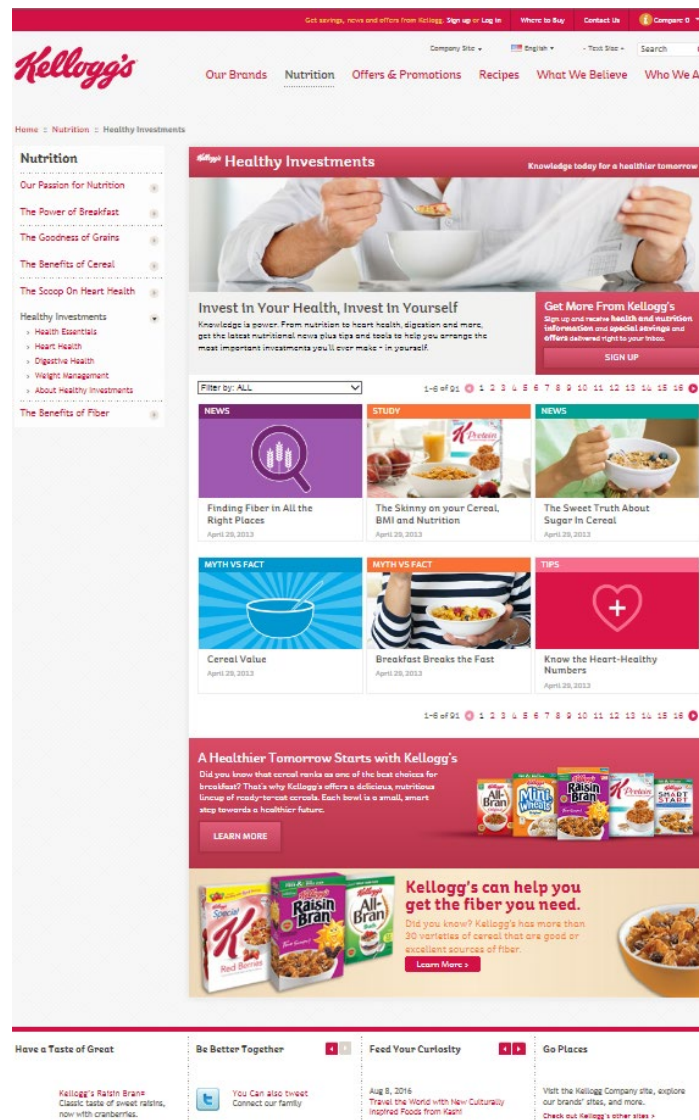 Get savings, news and offers from Kellogg. Sign up or Log In
Where to Buy
Contact Us
Compare 0
Company Site
English
- Text Size +
Search
Kellogg's
Our Brands
Nutrition
Offers & Promotions
Recipes
What We Believe
Who We A
Home :: Nutrition :: Healthy Investments
Nutrition
Our Passion for Nutrition
The Power of Breakfast
The Goodness of Grains
The Benefits of Cereal
The Scoop On Heart Health
Healthy Investments
› Health Essentials
› Heart Health
› Digestive Health
› Weight Management
› About Healthy Investments
The Benefits of Fiber
Kellogg's Healthy Investments
Knowledge today for a healthier tomorrow
Invest In Your Health, Invest In Yourself
Knowledge is power. From nutrition to heart health, digestion and more,
get the latest nutritional news plus tips and tools to help you arrange the
most important investments you'll ever make - in yourself.
Get More From Kellogg's
Sign up and receive health and nutrition
information and special savings and
offers delivered right to your inbox.
SIGN UP
Filter by: ALL
1-6 of 91 1 2 3 4 5 6 7 8 9 10 11 12 13 14 15 16
NEWS
STUDY
NEWS
Kellogg's
K Protein
Finding Fiber in All the
Right Places
April 29, 2013
The Skinny on your Cereal,
BMI and Nutrition
April 29, 2013
The Sweet Truth About
Sugar In Cereal
April 29, 2013
MYTH VS FACT
MYTH VS FACT
TIPS
Cereal Value
April 29, 2013
Breakfast Breaks the Fast
April 29, 2013
Know the Heart-Healthy
Numbers
April 29, 2013
1-6 of 91 1 2 3 4 5 6 7 8 9 10 11 12 13 14 15 16
A Healthier Tomorrow Starts with Kellogg's
Did you know that cereal ranks as one of the best choices for
breakfast? That's why Kellogg's offers a delicious, nutritious
lineup of ready-to-eat cereals. Each bowl is a small, smart
step towards a healthier future.
LEARN MORE
All-Bran
Mini Wheats
Raisin Bran
K Protein
SMART START
Special K
Red Berries
Kellogg's
Raisin Bran
Kellogg's
All-Bran
Buds
Kellogg's can help you
get the fiber you need.
Did you know? Kellogg's has more than
30 varieties of cereal that are good or
excellent sources of fiber.
Learn More >
Have a Taste of Great
Kellogg's Raisin Bran®
Classic taste of sweet raisins,
now with cranberries.
Be Better Together
You Can also tweet
Connect our family
Feed Your Curiosity
Aug 8, 2016
Travel the World with New Culturally
Inspired Foods from Kashi
Go Places
Visit the Kellogg Company site, explore
our brands' sites, and more.
Check out Kellogg's other sites »